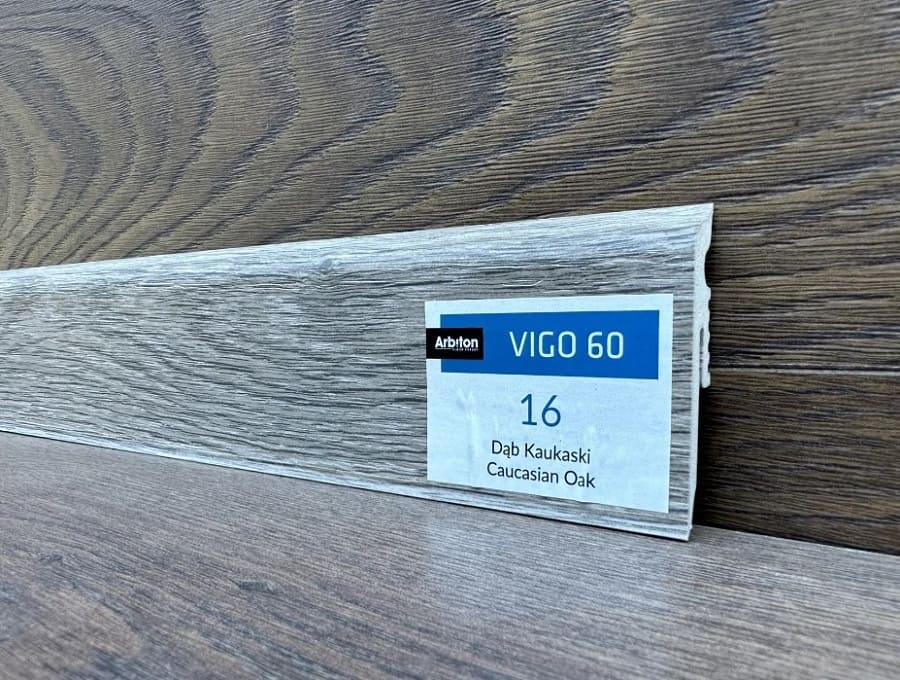 Arbiton
VIGO 60
16
Dąb Kaukaski
Caucasian Oak